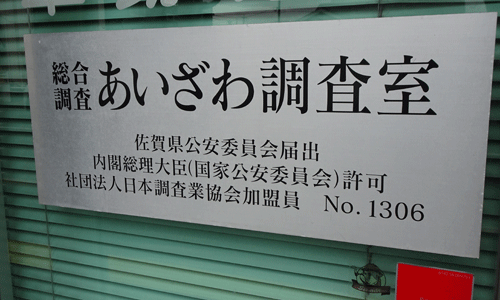 総合調査 あいざわ調査室
佐賀県公安委員会届出
内閣総理大臣(国家公安委員会)許可
社団法人日本調査業協会加盟員 No.1306